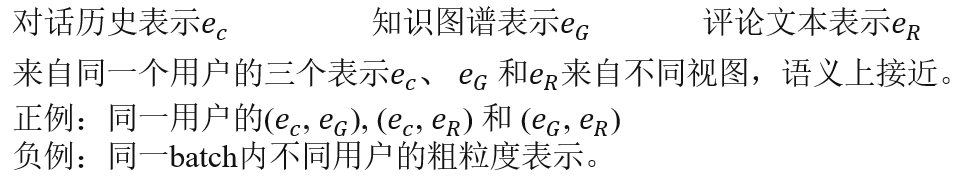 对话历史表示e_c 知识图谱表示e_G 评论文本表示e_R
来自同一个用户的三个表示e_c、 e_G 和e_R来自不同视图，语义上接近。
正例：同一用户的(e_c, e_G), (e_c, e_R) 和 (e_G, e_R)
负例：同一batch内不同用户的粗粒度表示。